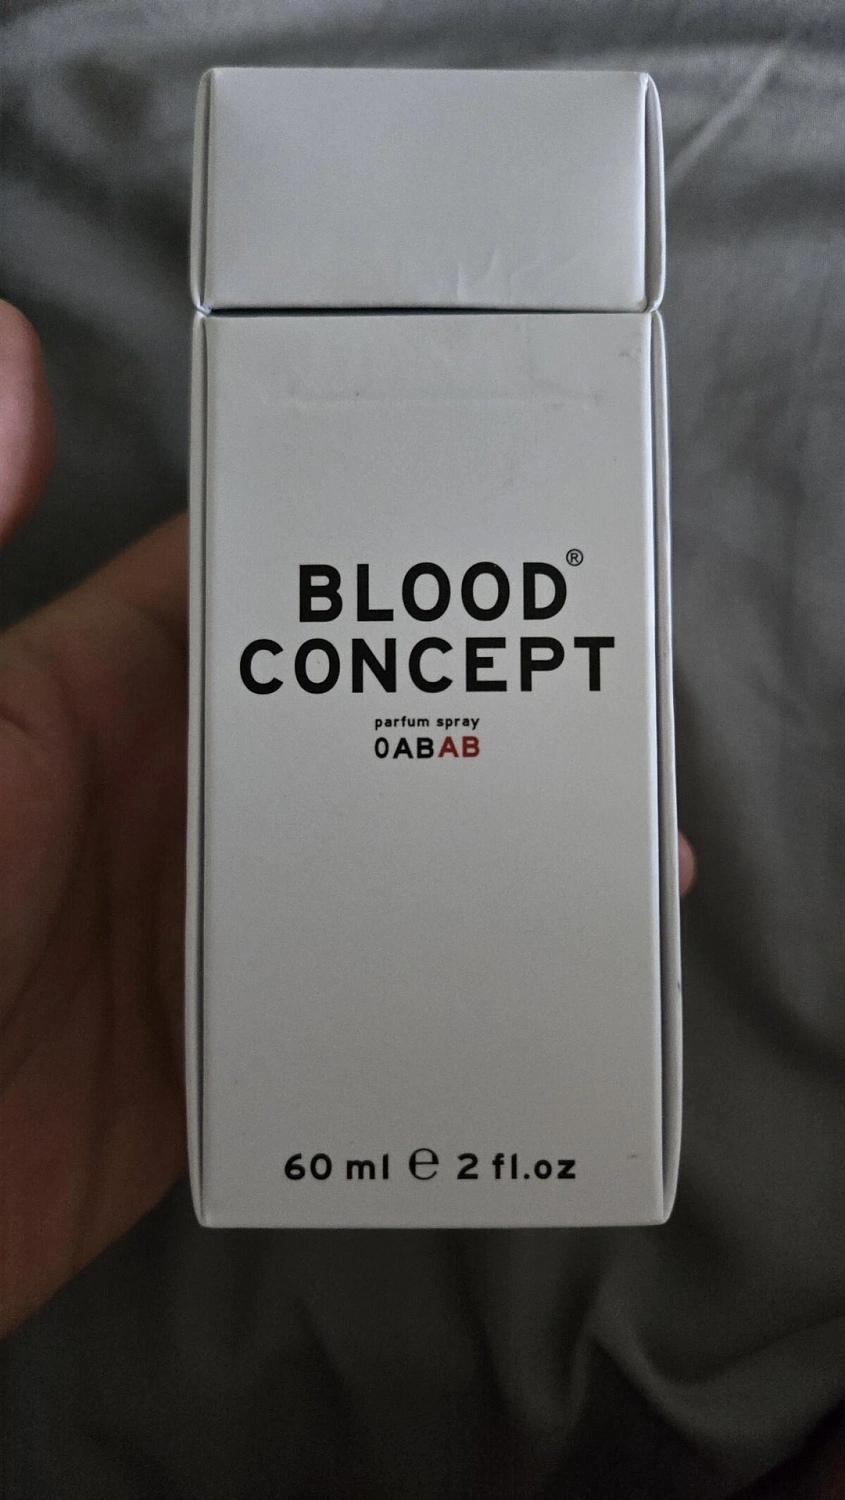 BLOOD®
CONCEPT
parfum spray
0ABAB
60 ml ℮ 2 fl.oz